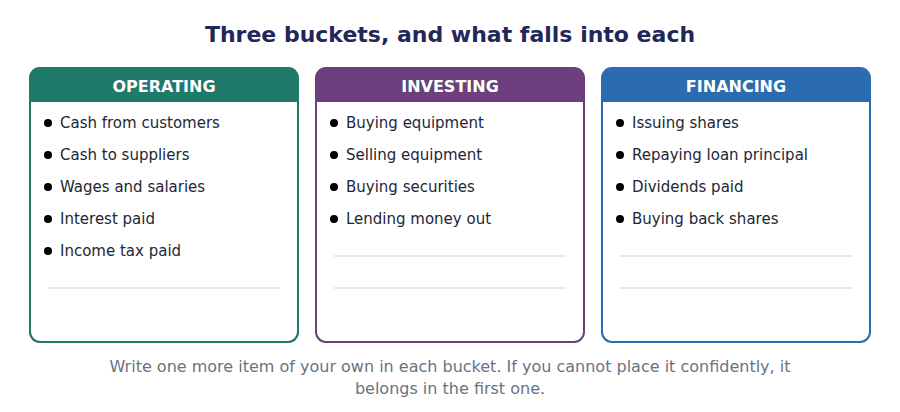 Three buckets, and what falls into each
OPERATING
Cash from customers
Cash to suppliers
Wages and salaries
Interest paid
Income tax paid
INVESTING
Buying equipment
Selling equipment
Buying securities
Lending money out
FINANCING
Issuing shares
Repaying loan principal
Dividends paid
Buying back shares
Write one more item of your own in each bucket. If you cannot place it confidently, it
belongs in the first one.